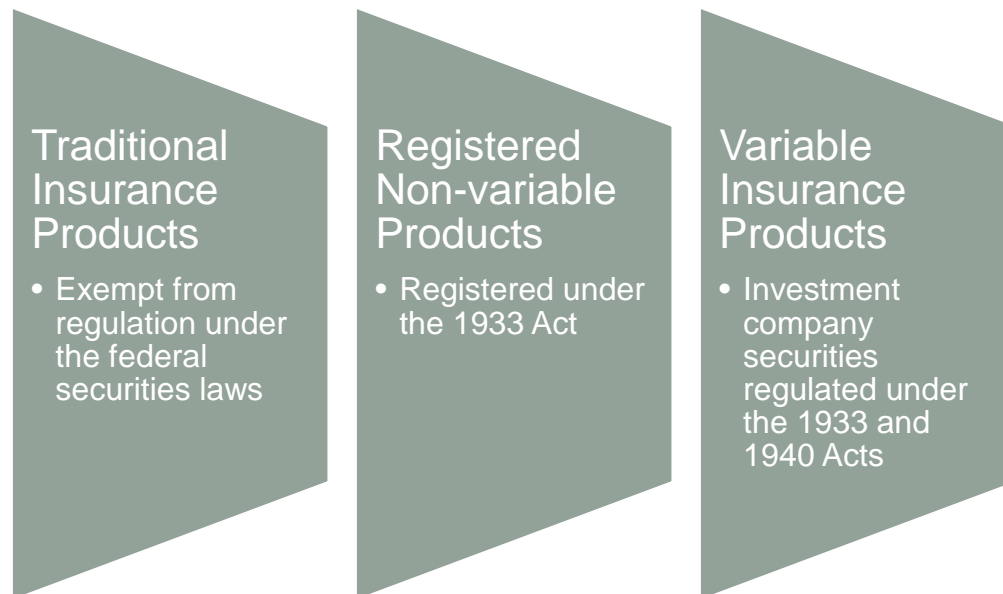 Traditional
Insurance
Products
• Exempt from
regulation under
the federal
securities laws
Registered
Non-variable
Products
• Registered under
the 1933 Act
Variable
Insurance
Products
• Investment
company
securities
regulated under
the 1933 and
1940 Acts